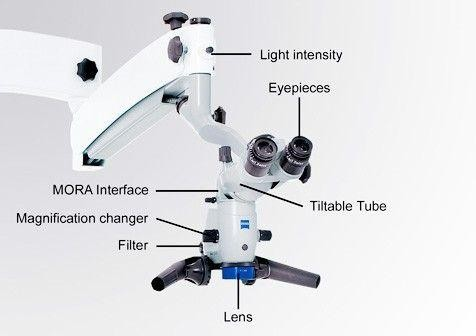 Light intensity
Eyepieces
MORA Interface
Tiltable Tube
Magnification changer
Filter
Lens